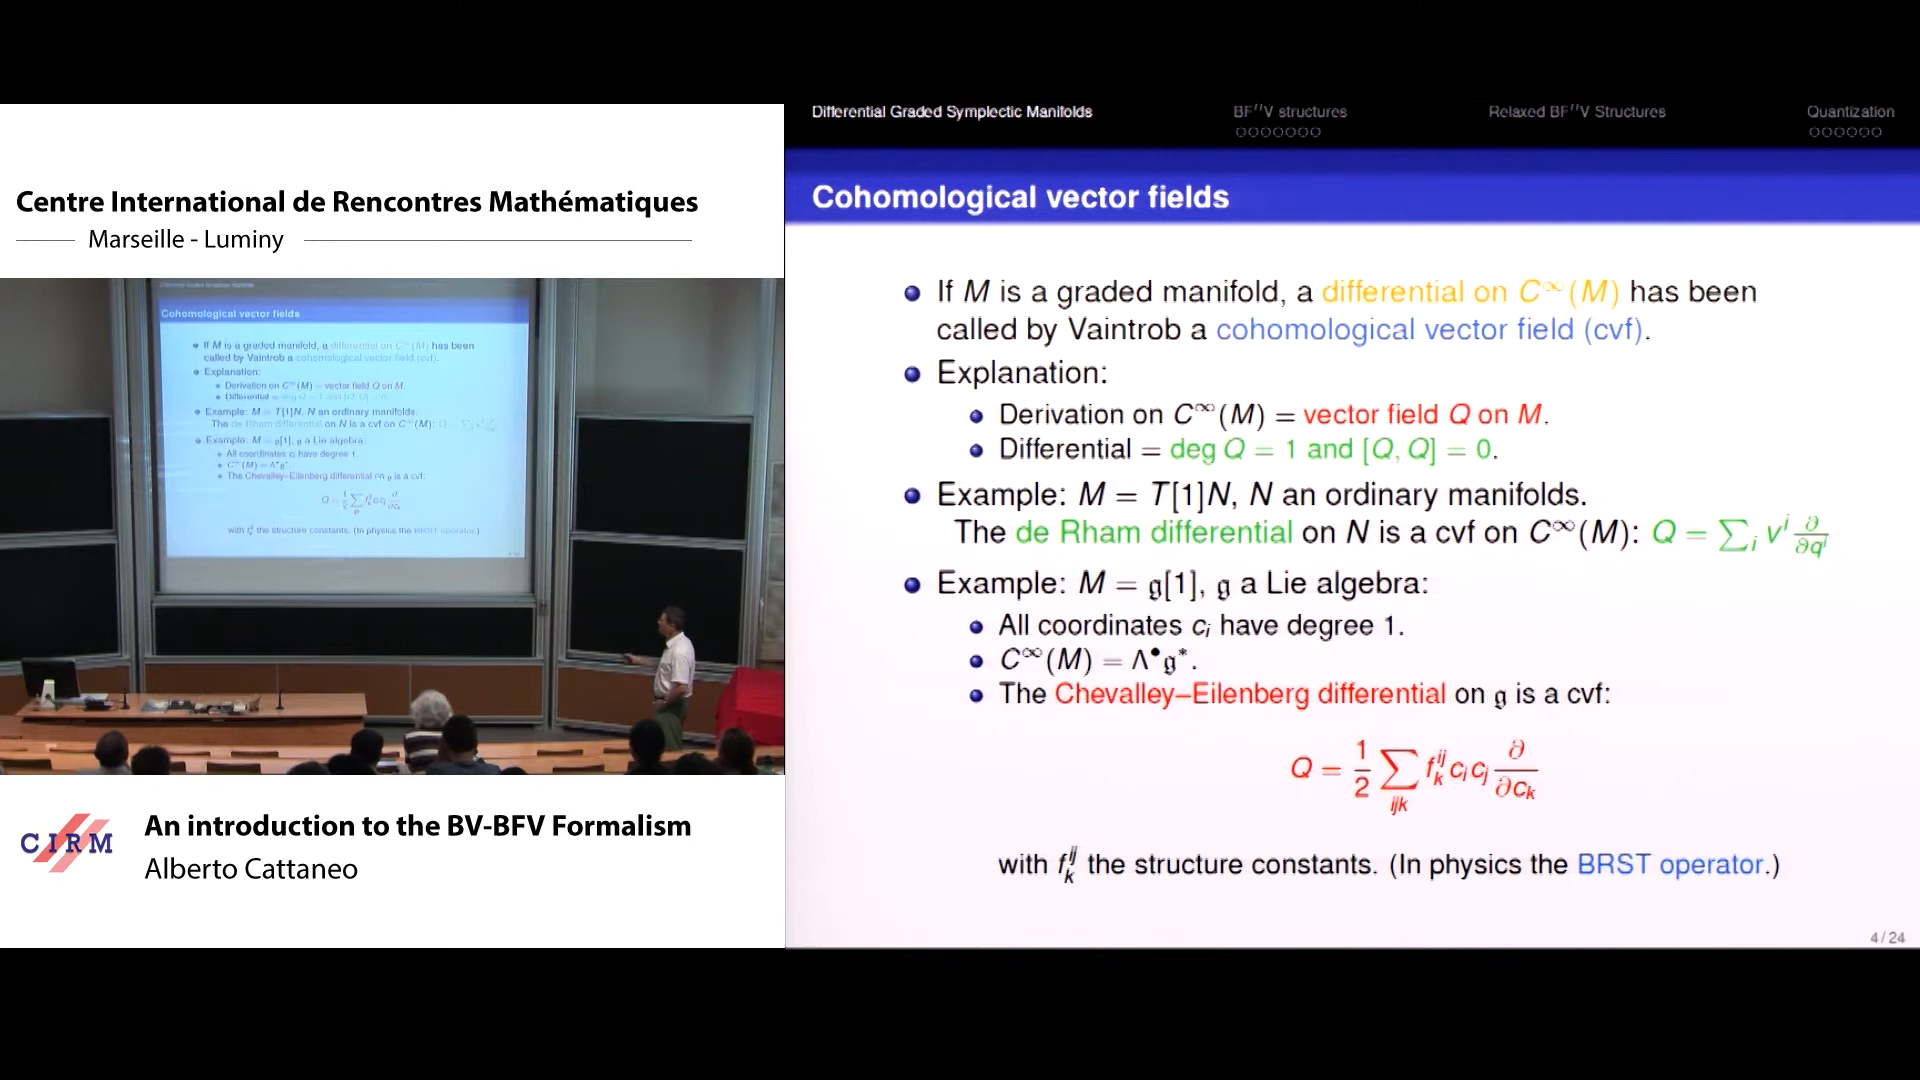 Centre International de Rencontres Mathématiques
Marseille - Luminy
Differential Graded Symplectic Manifolds
BFⁿV structures
Relaxed BFⁿV Structures
Quantization
Cohomological vector fields
If M is a graded manifold, a differential on C^∞(M) has been
called by Vaintrob a cohomological vector field (cvf).
Explanation:
Derivation on C^∞(M) = vector field Q on M.
Differential = deg Q = 1 and [Q, Q] = 0.
Example: M = T[1]N, N an ordinary manifolds.
The de Rham differential on N is a cvf on C^∞(M): Q = ∑_i v^i ∂/∂q^i
Example: M = 𝔤[1], 𝔤 a Lie algebra:
All coordinates c_i have degree 1.
C^∞(M) = Λ^•𝔤*.
The Chevalley–Eilenberg differential on 𝔤 is a cvf:
Q = 1/2 ∑_{ijk} f_k^{ij} c_i c_j ∂/∂c_k
with f_k^{ij} the structure constants. (In physics the BRST operator.)
4 / 24
CIRM
An introduction to the BV-BFV Formalism
Alberto Cattaneo